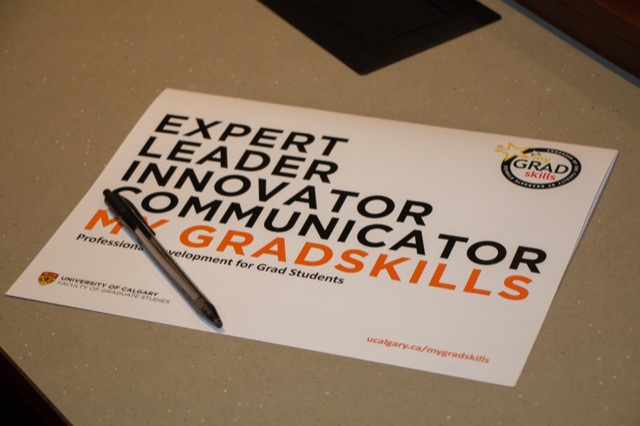 EXPERT
LEADER
INNOVATOR
COMMUNICATOR
MY GRADSKILLS
Professional Development for Grad Students
my
GRAD
skills
UNIVERSITY OF CALGARY
FACULTY OF GRADUATE STUDIES
ucalgary.ca/mygradskills